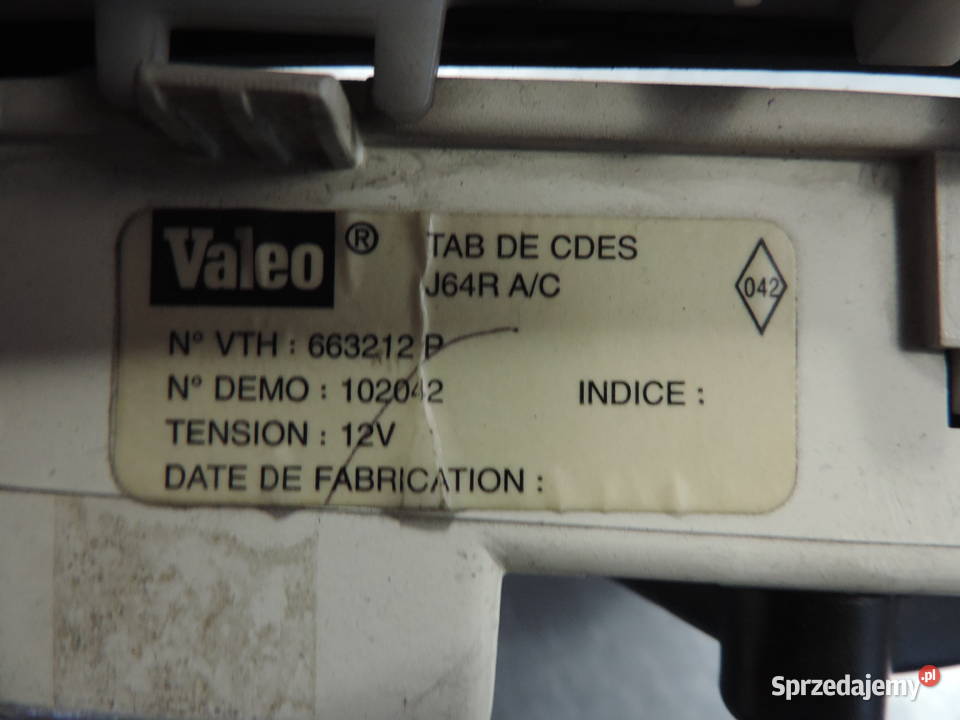 Valeo ® TAB DE CDES
J64R A/C
042
N° VTH : 663212 P
N° DEMO : 102042 INDICE :
TENSION : 12V
DATE DE FABRICATION :
Sprzedajemy.pl